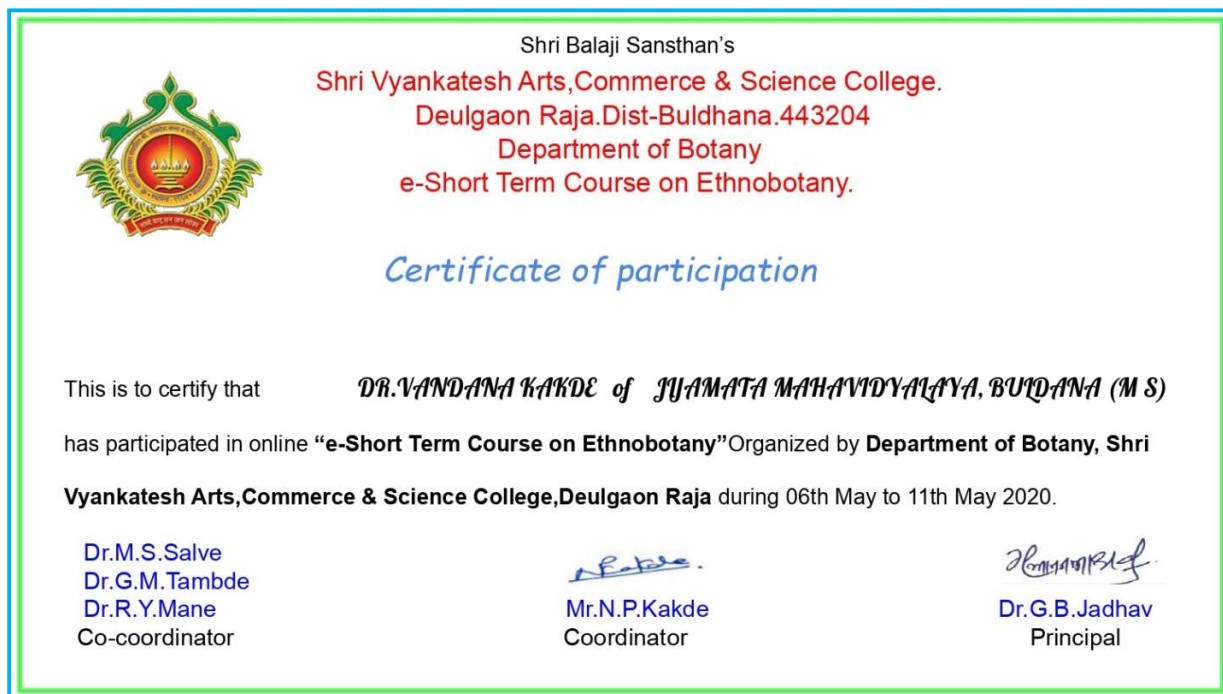 Shri Balaji Sansthan's
Shri Vyankatesh Arts,Commerce & Science College.
Deulgaon Raja.Dist-Buldhana.443204
Department of Botany
e-Short Term Course on Ethnobotany.
Certificate of participation
This is to certify that DR.VANDANA KAKDE of JIJAMATA MAHAVIDYALAYA, BULDANA (M S)
has participated in online “e-Short Term Course on Ethnobotany”Organized by Department of Botany, Shri
Vyankatesh Arts,Commerce & Science College,Deulgaon Raja during 06th May to 11th May 2020.
Dr.M.S.Salve
Dr.G.M.Tambde
Dr.R.Y.Mane
Co-coordinator
NPKakde.
Mr.N.P.Kakde
Coordinator
Dr.G.B.Jadhav
Principal